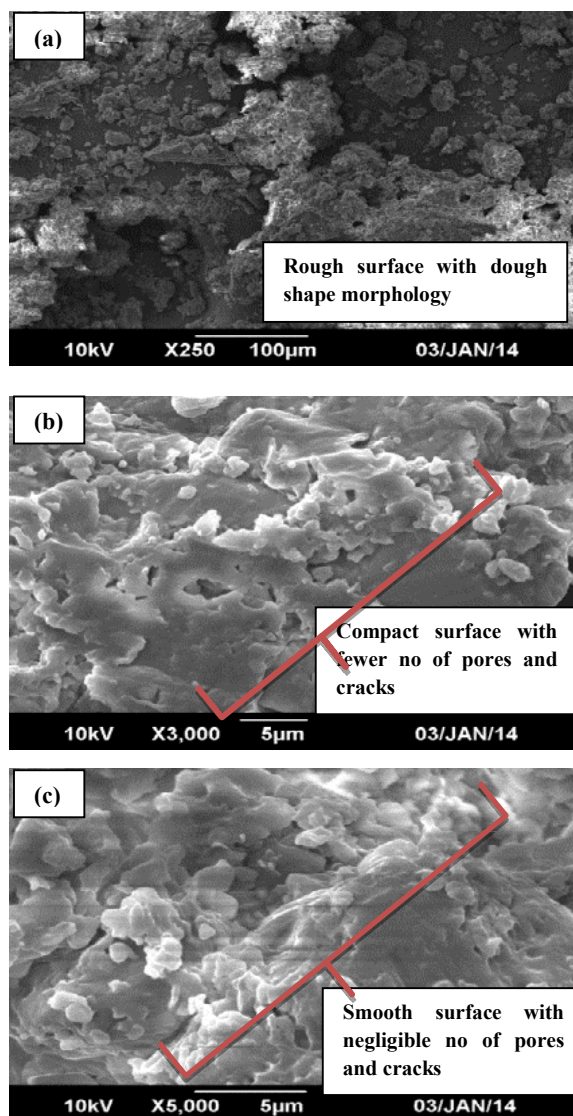 (a)
Rough surface with dough
shape morphology
10kV X250 100µm 03/JAN/14
(b)
Compact surface with
fewer no of pores and
cracks
10kV X3,000 5µm 03/JAN/14
(c)
Smooth surface with
negligible no of pores
and cracks
10kV X5,000 5µm 03/JAN/14